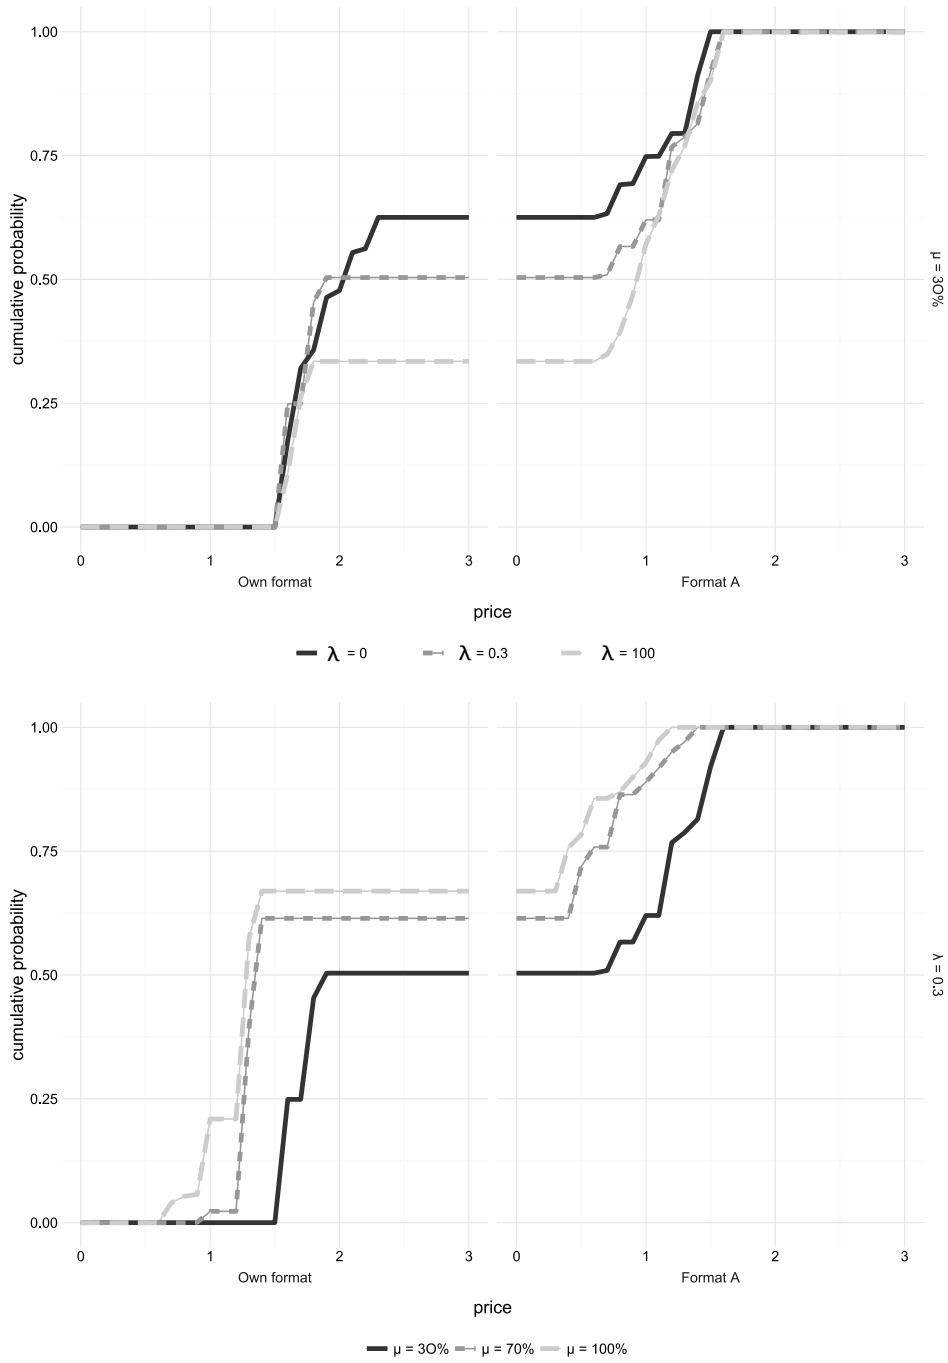 1.00
0.75
0.50
0.25
0.00
cumulative probability
μ = 3O%
0 1 2 3 0 1 2 3
Own format Format A
price
λ = 0 λ = 0.3 λ = 100
1.00
0.75
0.50
0.25
0.00
cumulative probability
λ = 0.3
0 1 2 3 0 1 2 3
Own format Format A
price
μ = 3O% μ = 70% μ = 100%